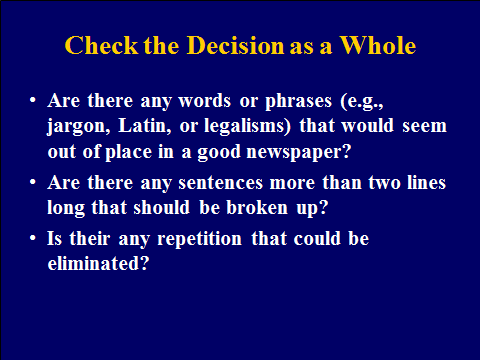 Check the Decision as a Whole
• Are there any words or phrases (e.g.,
jargon, Latin, or legalisms) that would seem
out of place in a good newspaper?
• Are there any sentences more than two lines
long that should be broken up?
• Is their any repetition that could be
eliminated?